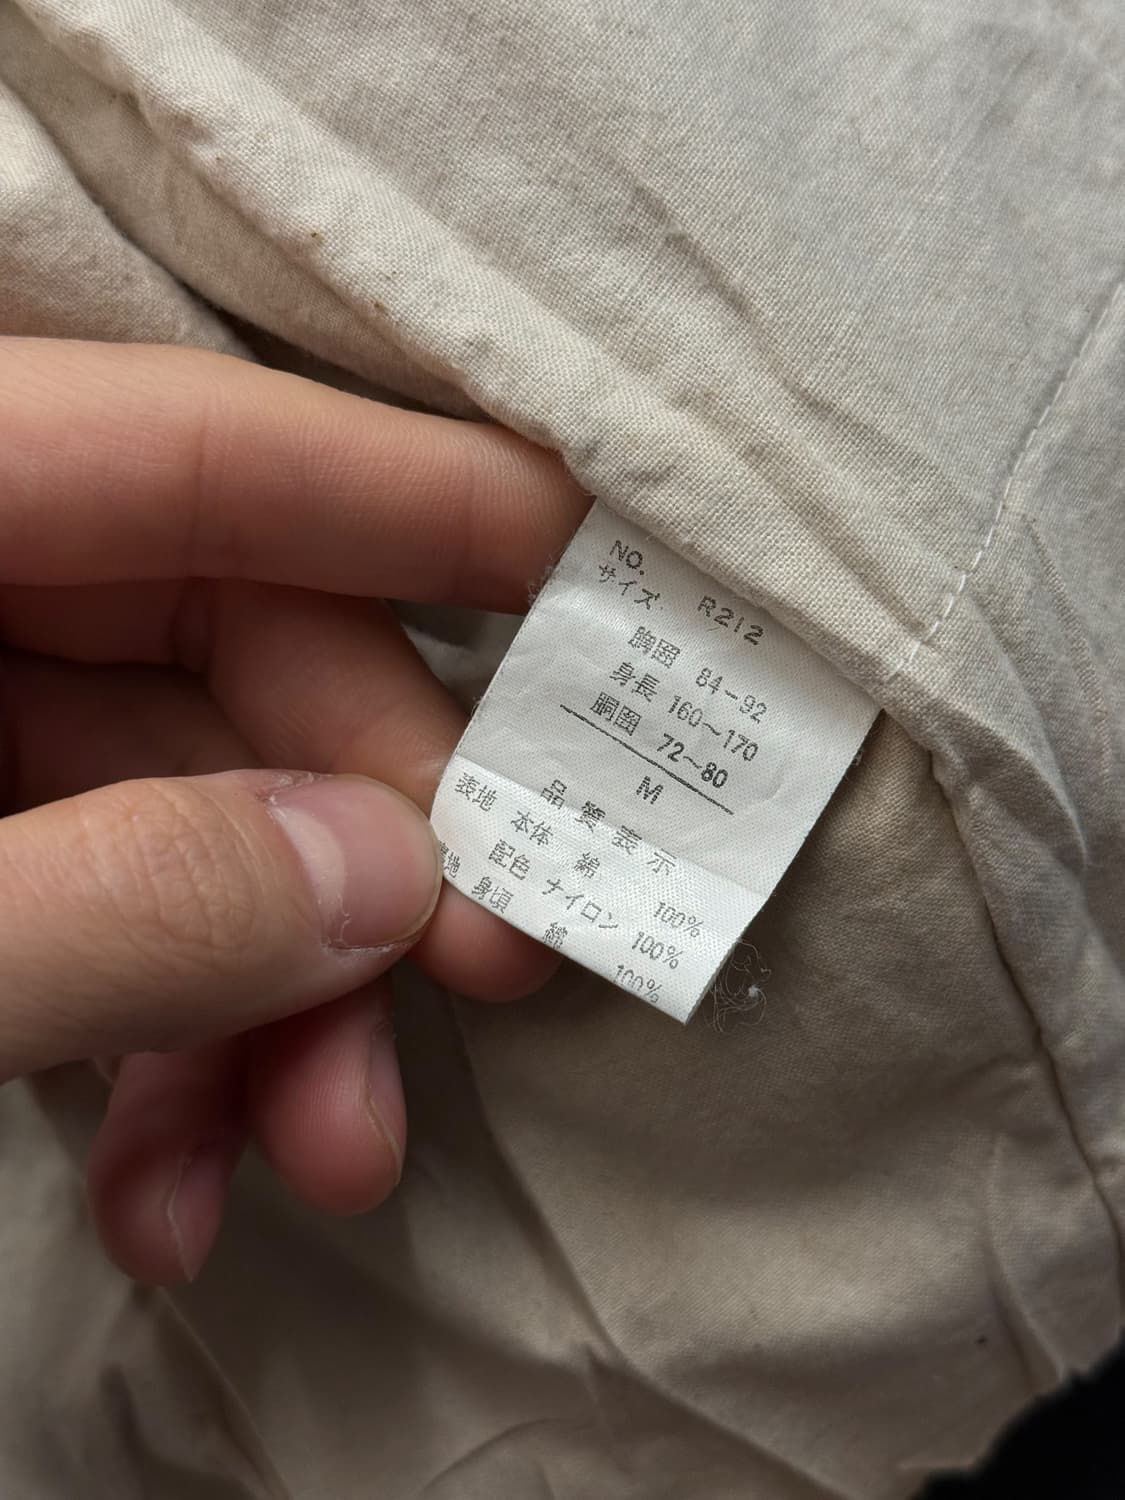 NO. R212
サイズ
胸囲 84-92
身長 160~170
胴囲 72~80
M
品質表示
表地 本体 綿 100%
配色 ナイロン 100%
裏地 身頃 綿 100%